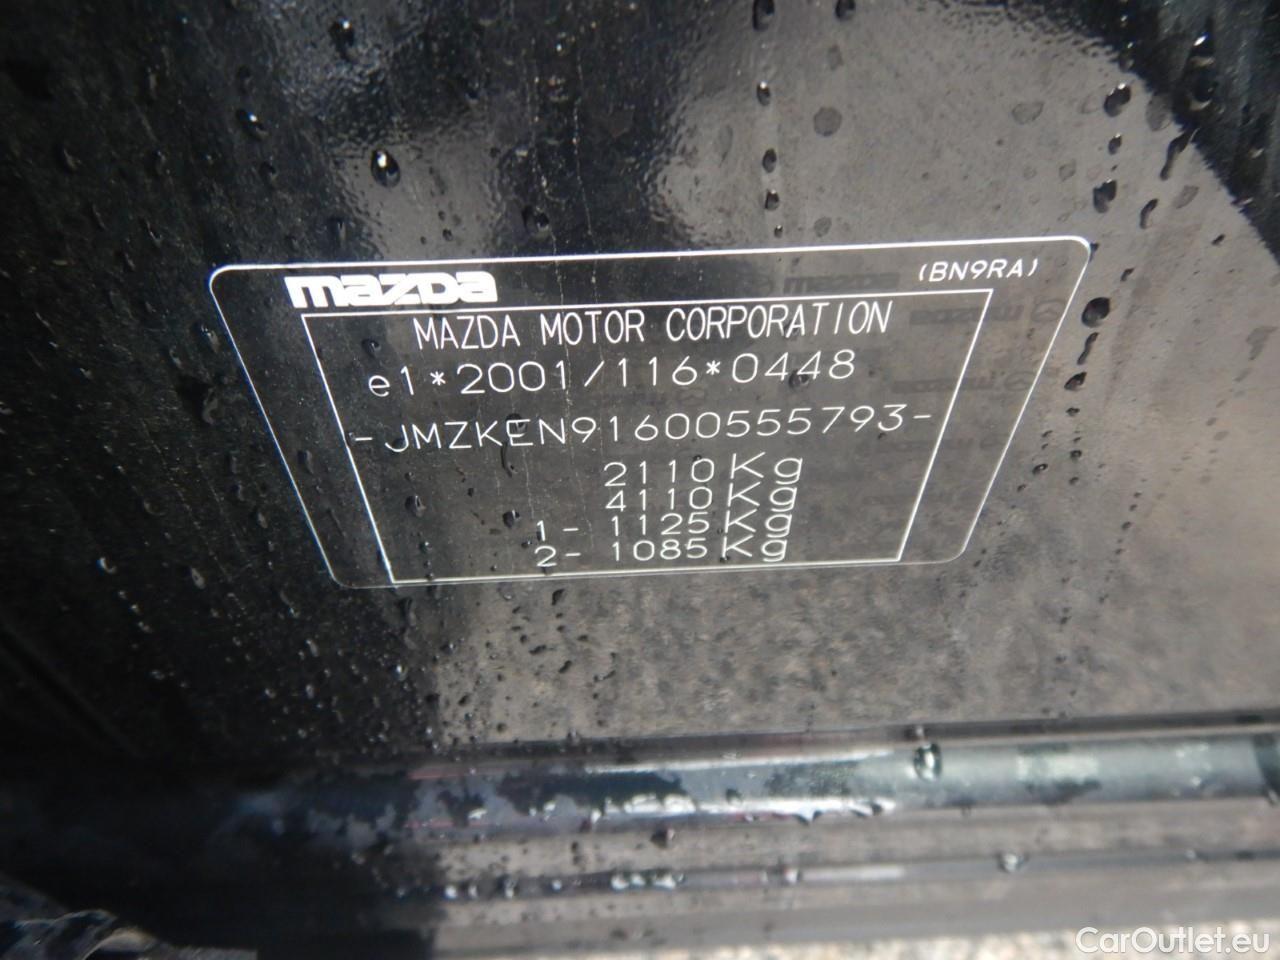 mazda
(BN9RA)
MAZDA MOTOR CORPORATION
e1*2001/116*0448
-JMZKEN91600555793-
2110Kg
4110Kg
1- 1125Kg
2- 1085Kg
CarOutlet.eu